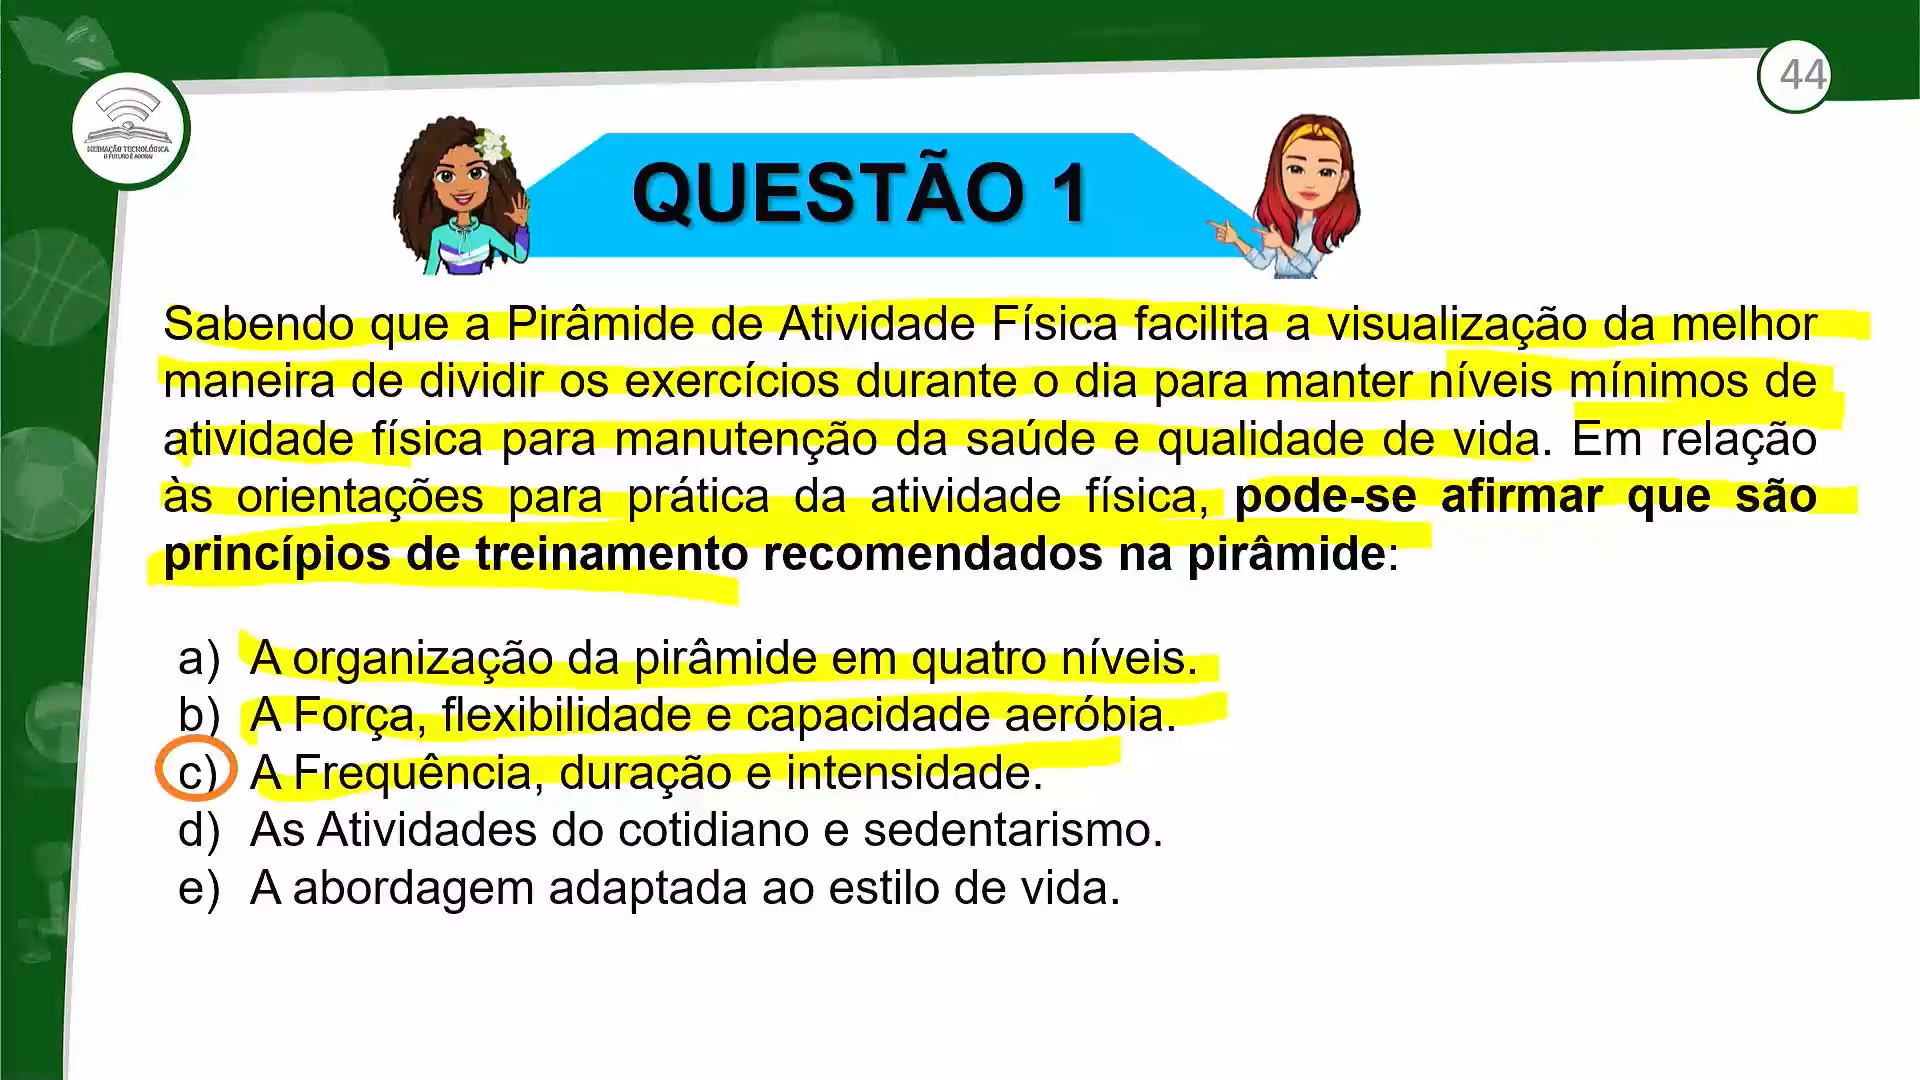 44
MEDIAÇÃO TECNOLÓGICA
O FUTURO É AGORA!
QUESTÃO 1
Sabendo que a Pirâmide de Atividade Física facilita a visualização da melhor
maneira de dividir os exercícios durante o dia para manter níveis mínimos de
atividade física para manutenção da saúde e qualidade de vida. Em relação
às orientações para prática da atividade física, pode-se afirmar que são
princípios de treinamento recomendados na pirâmide:
a) A organização da pirâmide em quatro níveis.
b) A Força, flexibilidade e capacidade aeróbia.
c) A Frequência, duração e intensidade.
d) As Atividades do cotidiano e sedentarismo.
e) A abordagem adaptada ao estilo de vida.